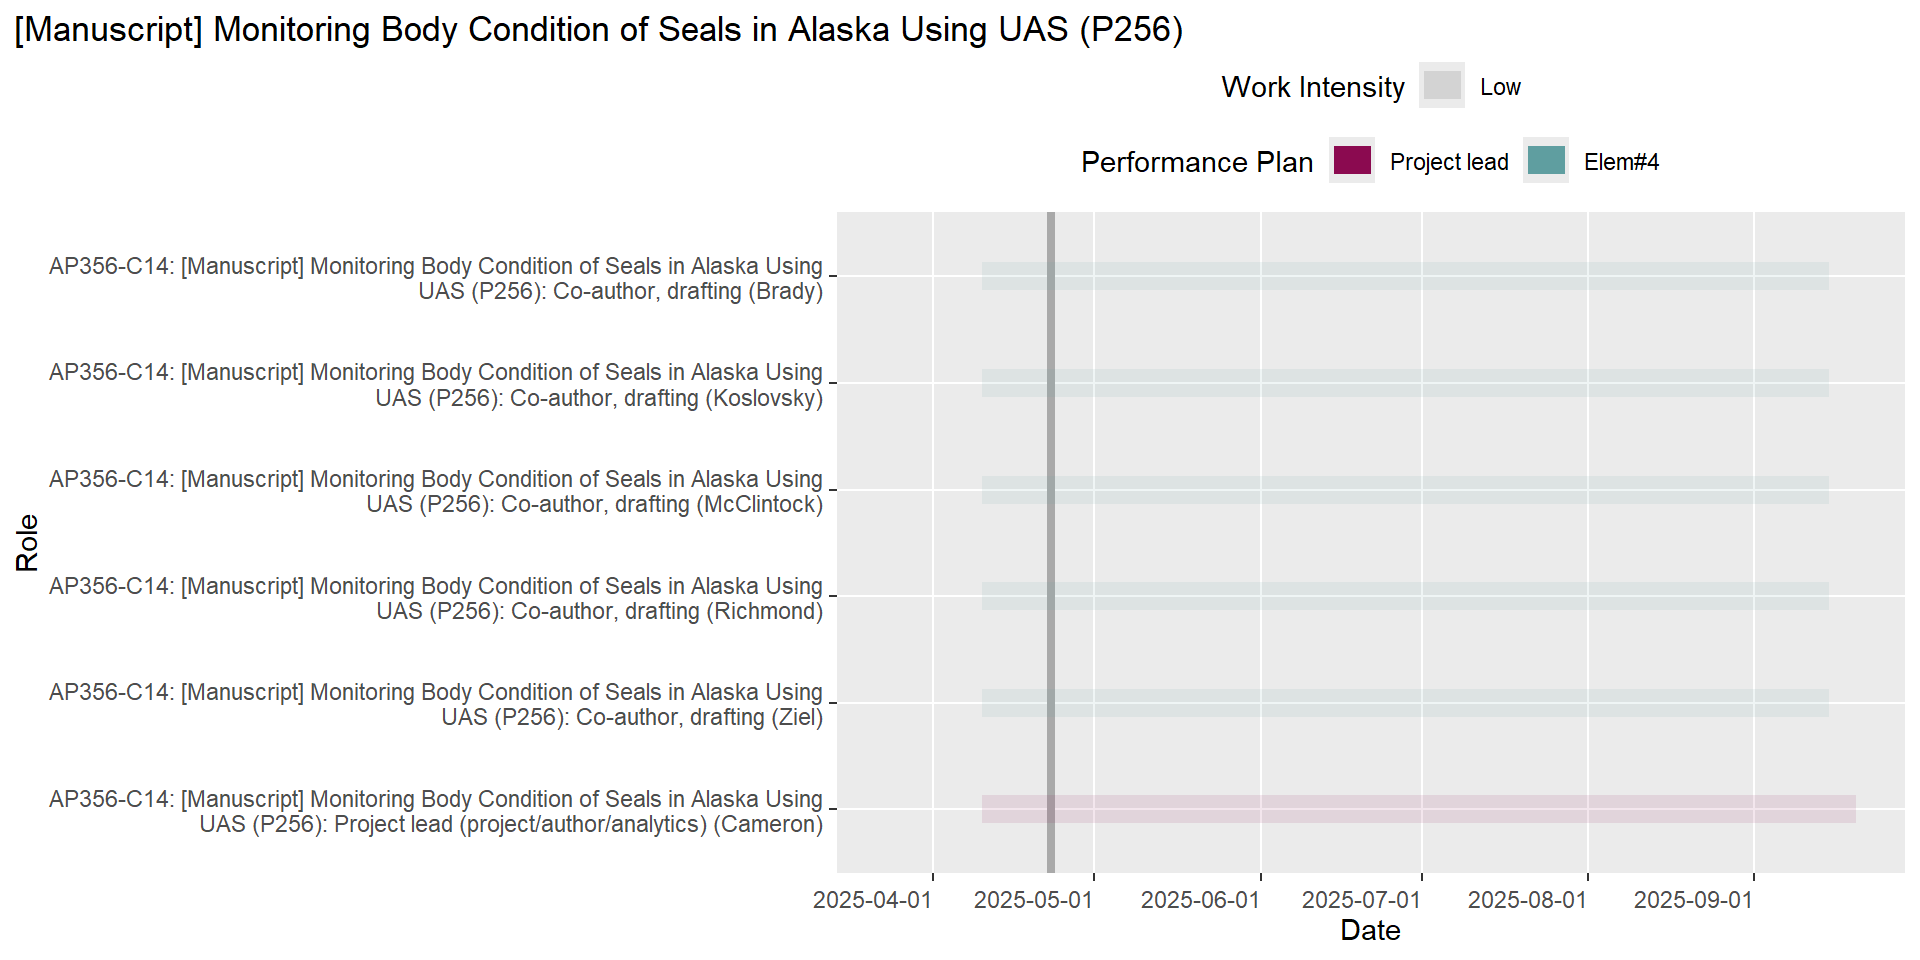 [Manuscript] Monitoring Body Condition of Seals in Alaska Using UAS (P256)
Work Intensity Low
Performance Plan Project lead Elem#4
AP356-C14: [Manuscript] Monitoring Body Condition of Seals in Alaska Using
UAS (P256): Co-author, drafting (Brady)
AP356-C14: [Manuscript] Monitoring Body Condition of Seals in Alaska Using
UAS (P256): Co-author, drafting (Koslovsky)
AP356-C14: [Manuscript] Monitoring Body Condition of Seals in Alaska Using
UAS (P256): Co-author, drafting (McClintock)
AP356-C14: [Manuscript] Monitoring Body Condition of Seals in Alaska Using
UAS (P256): Co-author, drafting (Richmond)
AP356-C14: [Manuscript] Monitoring Body Condition of Seals in Alaska Using
UAS (P256): Co-author, drafting (Ziel)
AP356-C14: [Manuscript] Monitoring Body Condition of Seals in Alaska Using
UAS (P256): Project lead (project/author/analytics) (Cameron)
Role
2025-04-01 2025-05-01 2025-06-01 2025-07-01 2025-08-01 2025-09-01
Date